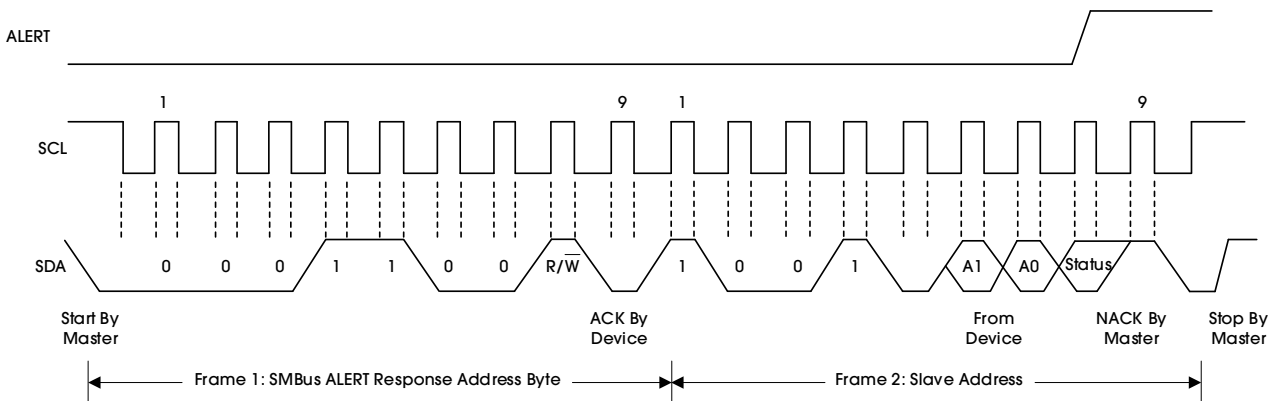 ALERT
1 9 1 9
SCL
SDA 0 0 0 1 1 0 0 R/W̅ 1 0 0 1 A1 A0 Status
Start By
Master
ACK By
Device
From
Device
NACK By
Master
Stop By
Master
Frame 1: SMBus ALERT Response Address Byte
Frame 2: Slave Address